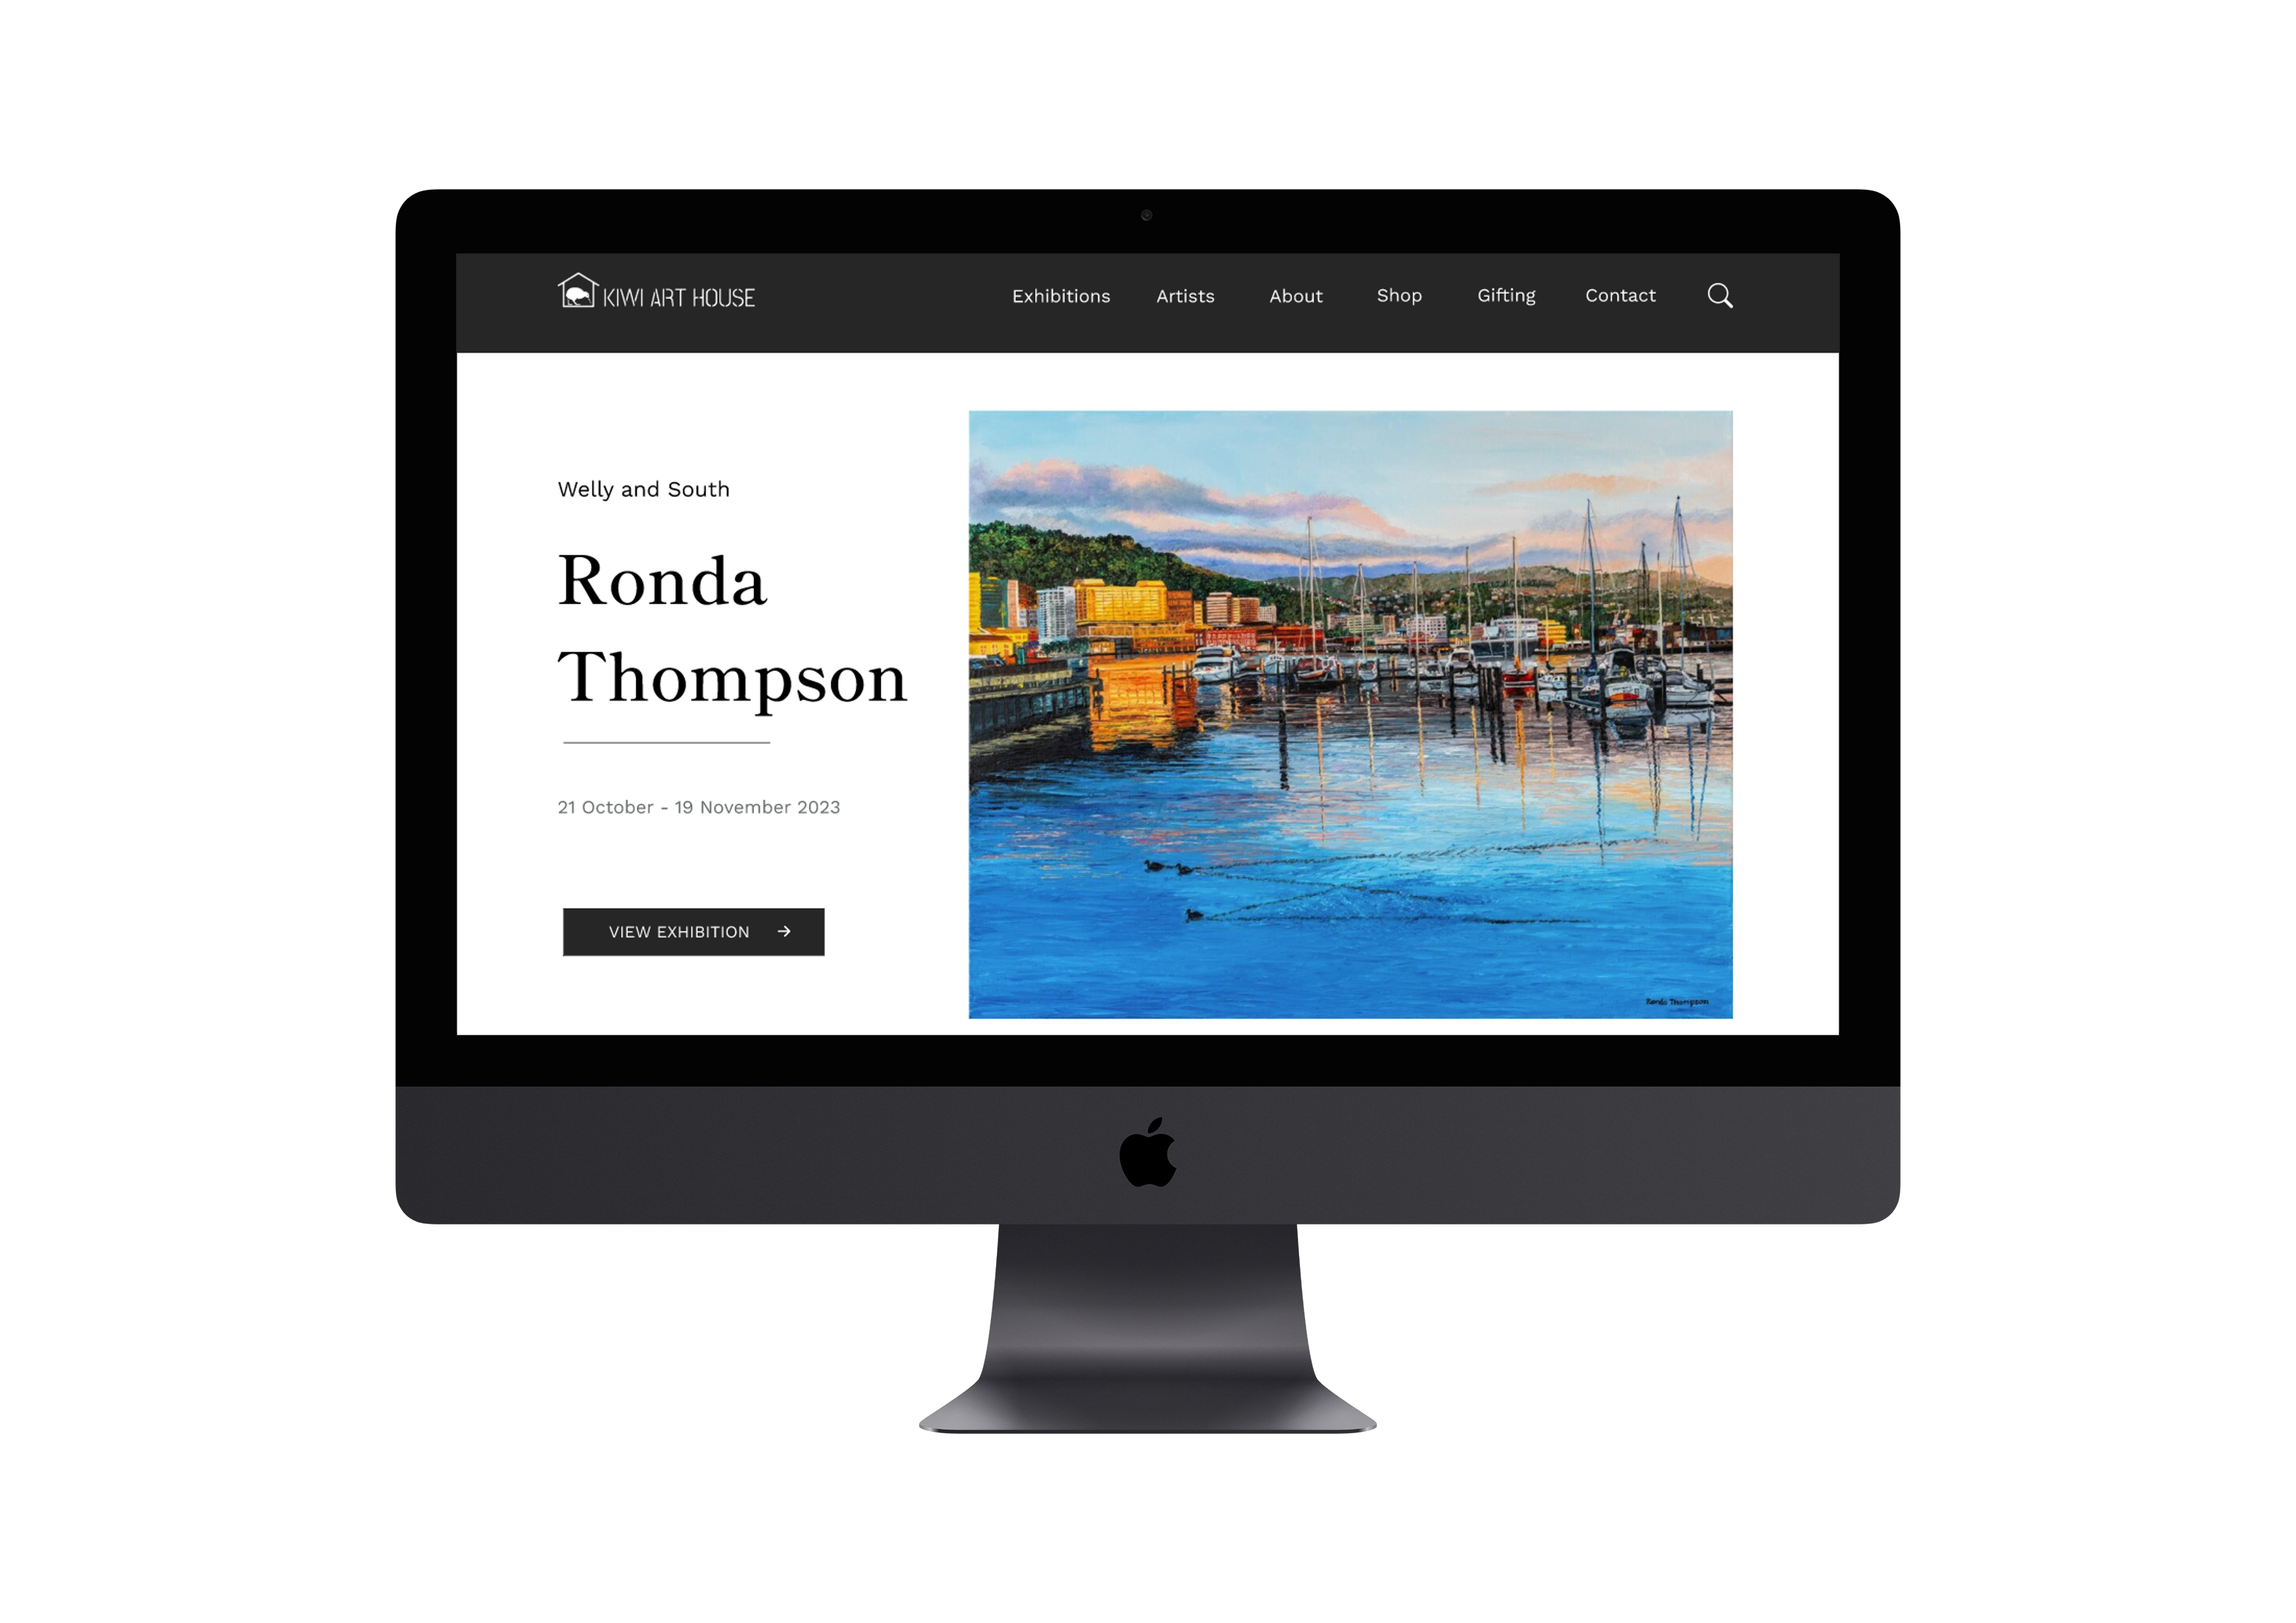 KIWI ART HOUSE
Exhibitions Artists About Shop Gifting Contact
Welly and South
Ronda
Thompson
21 October - 19 November 2023
VIEW EXHIBITION →
Ronda Thompson